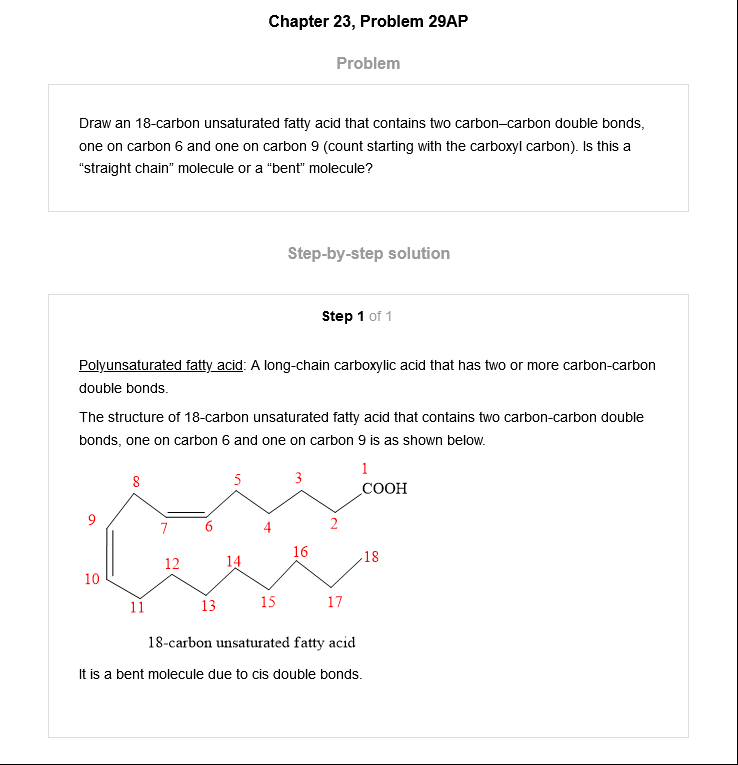 Chapter 23, Problem 29AP
Problem
Draw an 18-carbon unsaturated fatty acid that contains two carbon–carbon double bonds,
one on carbon 6 and one on carbon 9 (count starting with the carboxyl carbon). Is this a
“straight chain” molecule or a “bent” molecule?
Step-by-step solution
Step 1 of 1
Polyunsaturated fatty acid: A long-chain carboxylic acid that has two or more carbon-carbon
double bonds.
The structure of 18-carbon unsaturated fatty acid that contains two carbon-carbon double
bonds, one on carbon 6 and one on carbon 9 is as shown below.
1
8 5 3
COOH
9 7 6 4 2
10 12 14 16 18
11 13 15 17
18-carbon unsaturated fatty acid
It is a bent molecule due to cis double bonds.